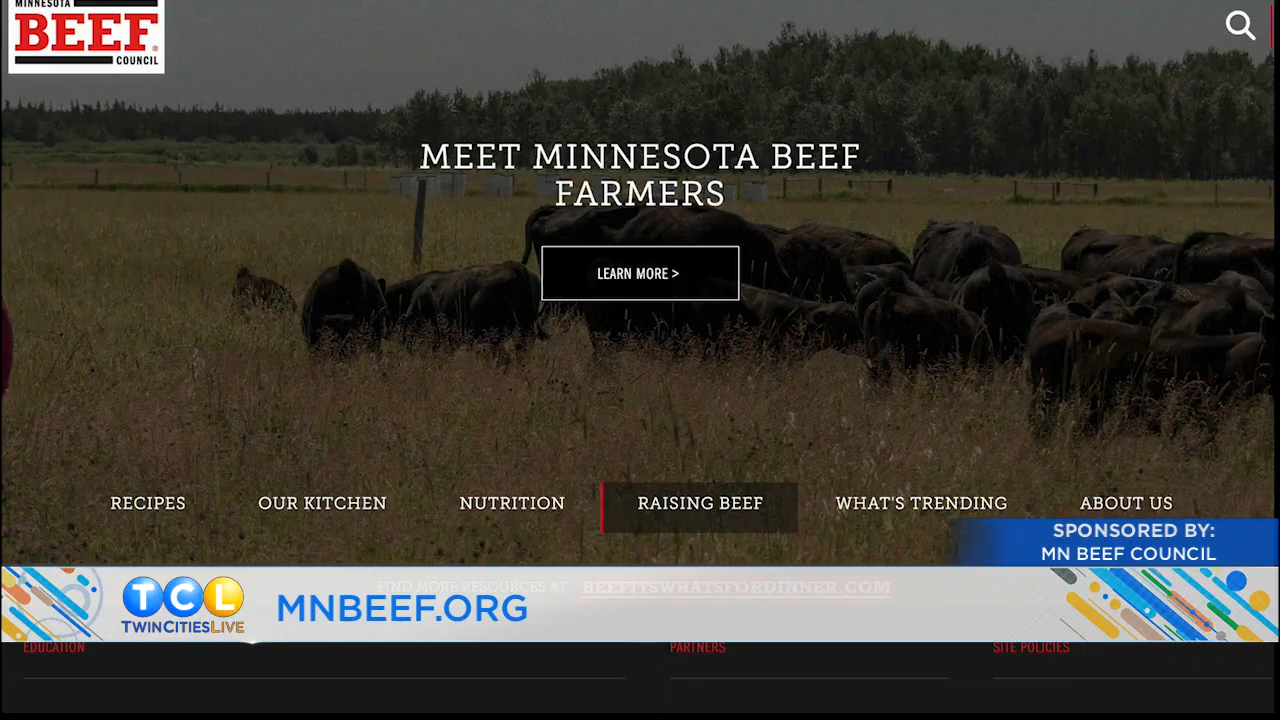 MINNESOTA
BEEF®
COUNCIL
MEET MINNESOTA BEEF
FARMERS
LEARN MORE >
RECIPES
OUR KITCHEN
NUTRITION
RAISING BEEF
WHAT'S TRENDING
ABOUT US
SPONSORED BY:
MN BEEF COUNCIL
FIND MORE RESOURCES AT BEEFITSWHATSFORDINNER.COM
TCL
TWINCITIESLIVE
MNBEEF.ORG
EDUCATION
PARTNERS
SITE POLICIES